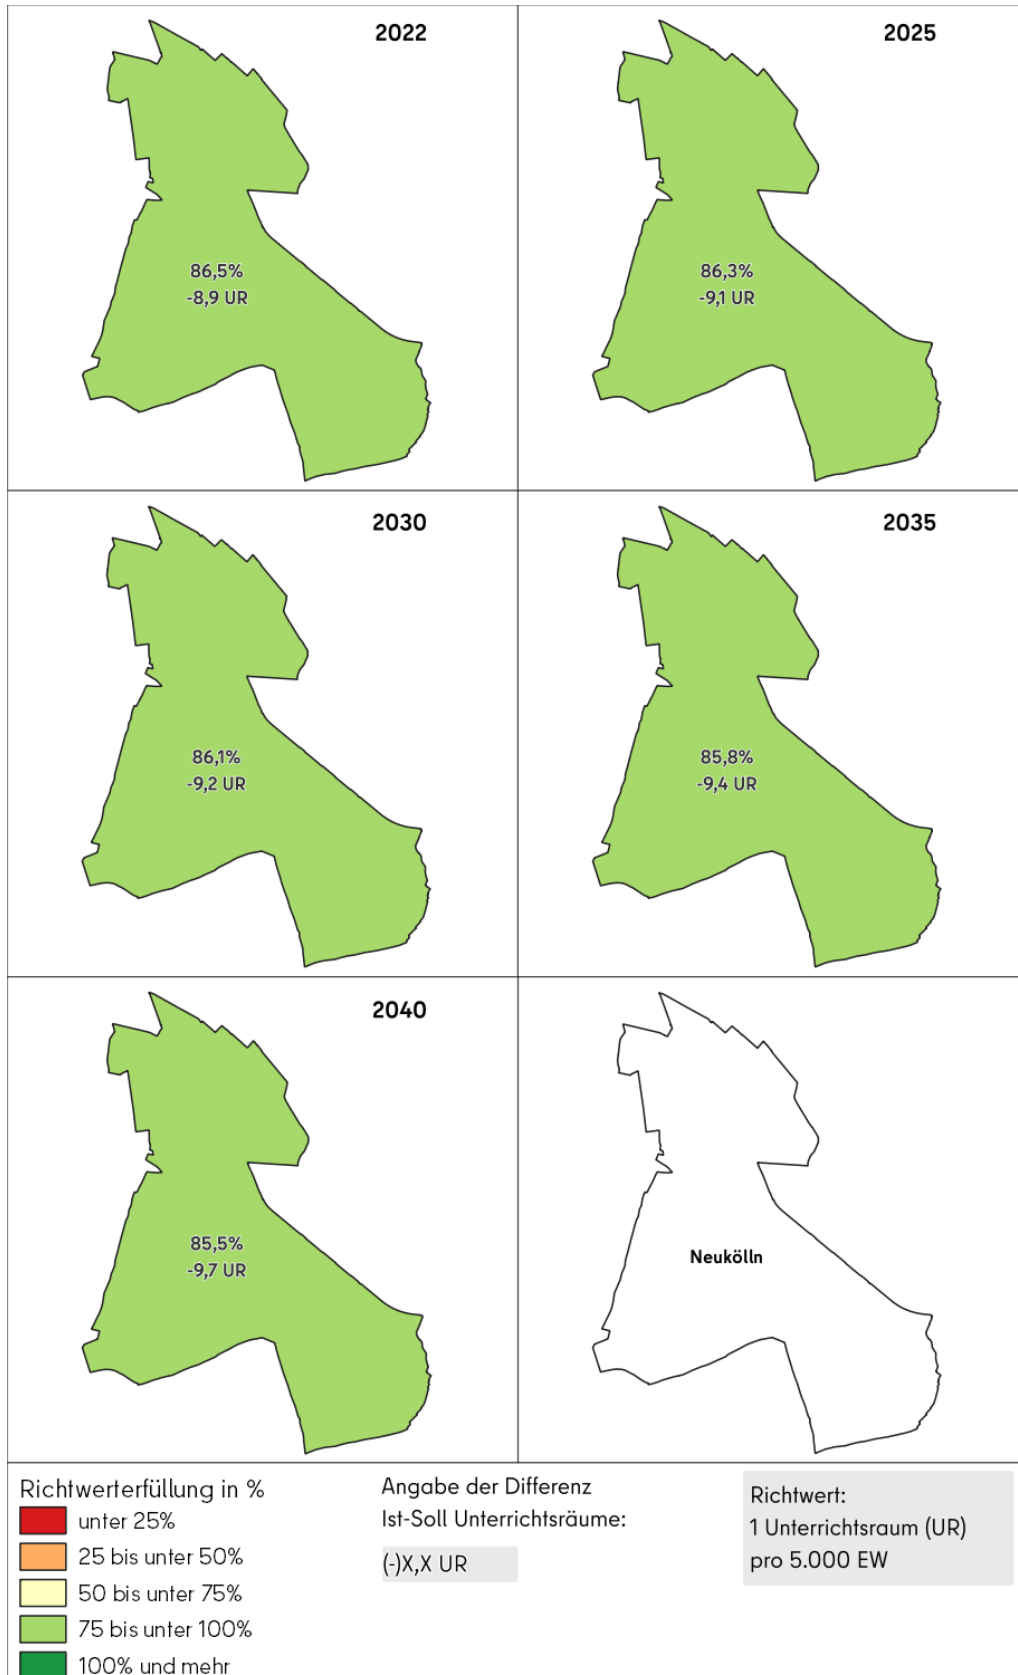 2022
86,5%
-8,9 UR
2025
86,3%
-9,1 UR
2030
86,1%
-9,2 UR
2035
85,8%
-9,4 UR
2040
85,5%
-9,7 UR
Neukölln
Richtwerterfüllung in %
unter 25%
25 bis unter 50%
50 bis unter 75%
75 bis unter 100%
100% und mehr
Angabe der Differenz
Ist-Soll Unterrichtsräume:
(-)X,X UR
Richtwert:
1 Unterrichtsraum (UR)
pro 5.000 EW